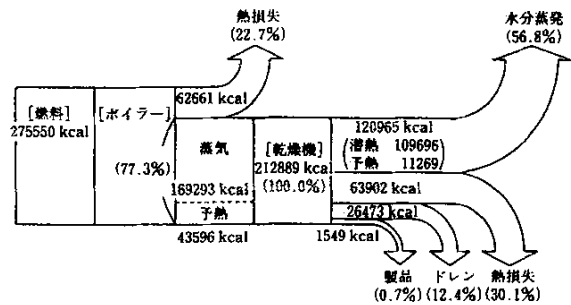 熱損失
(22.7%)
水分蒸発
(56.8%)
[燃料]
275550 kcal
[ボイラー]
(77.3%)
62661 kcal
蒸気
169293 kcal
予熱
43596 kcal
[乾燥機]
212889 kcal
(100.0%)
120965 kcal
(潜熱 109696
予熱 11269)
63902 kcal
26473 kcal
1549 kcal
製品
(0.7%)
ドレン
(12.4%)
熱損失
(30.1%)